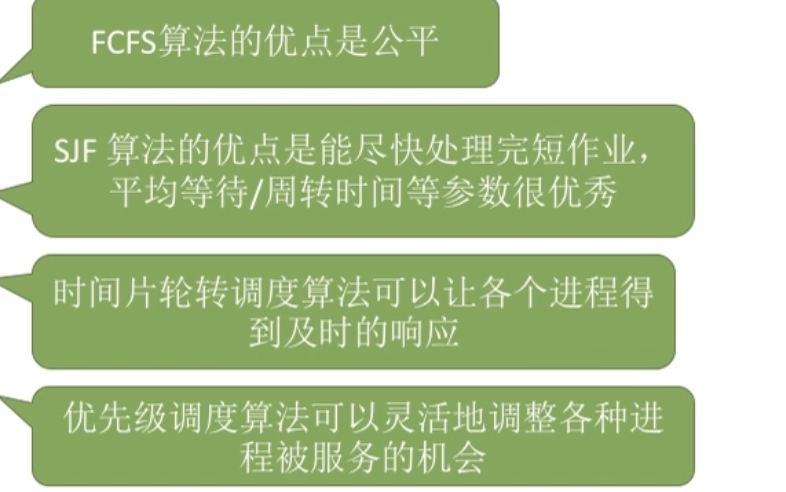 FCFS算法的优点是公平
SJF 算法的优点是能尽快处理完短作业，
平均等待/周转时间等参数很优秀
时间片轮转调度算法可以让各个进程得
到及时的响应
优先级调度算法可以灵活地调整各种进
程被服务的机会